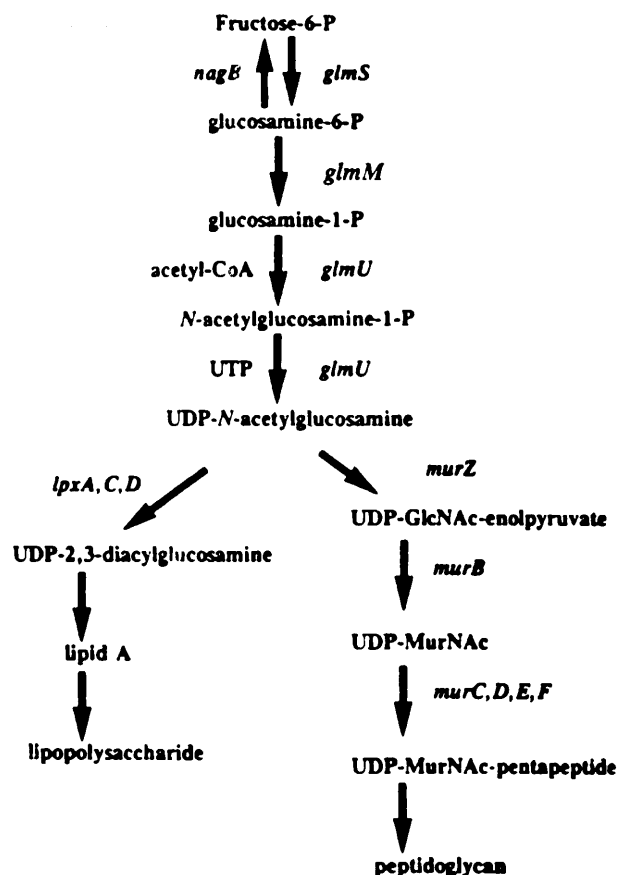 Fructose-6-P
nagB glmS
glucosamine-6-P
glmM
glucosamine-1-P
acetyl-CoA glmU
N-acetylglucosamine-1-P
UTP glmU
UDP-N-acetylglucosamine
lpxA,C,D
murZ
UDP-GlcNAc-enolpyruvate
UDP-2,3-diacylglucosamine
murB
lipid A
UDP-MurNAc
murC,D,E,F
lipopolysaccharide
UDP-MurNAc-pentapeptide
peptidoglycan